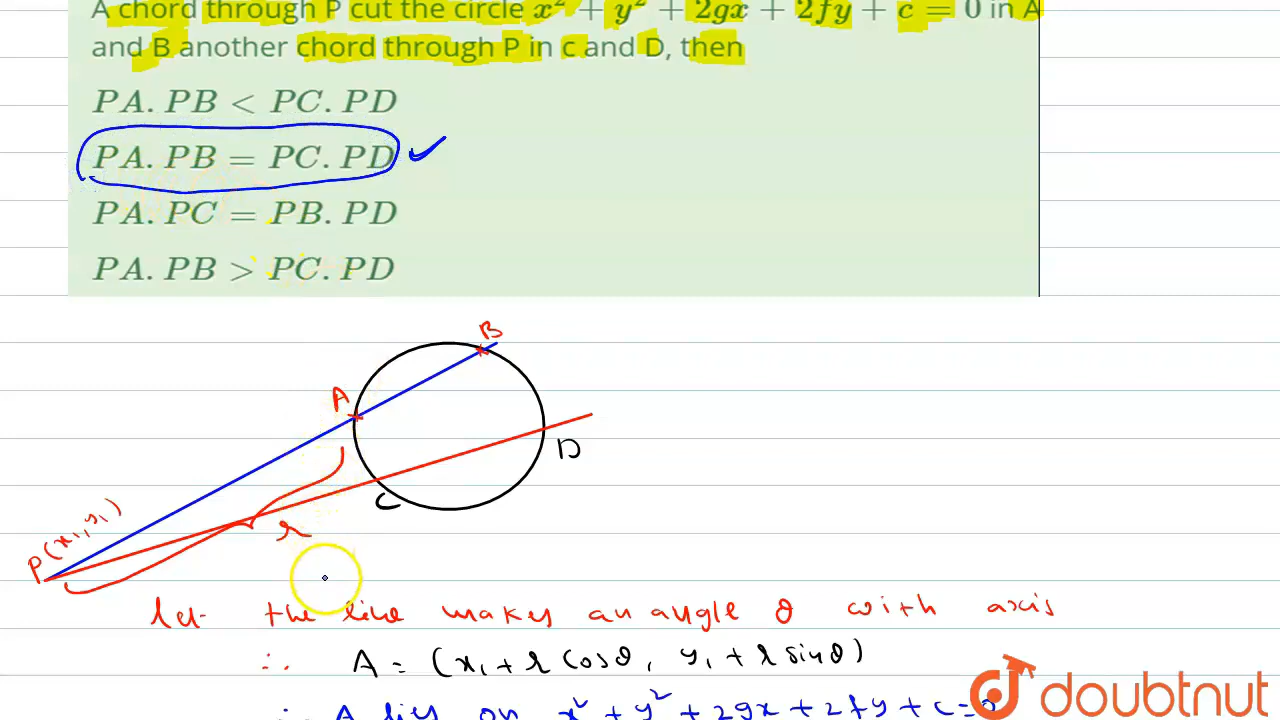 A chord through P cut the circle x² + y² + 2gx + 2fy + c = 0 in A
and B another chord through P in c and D, then
PA. PB < PC. PD
PA. PB = PC. PD
PA. PC = PB. PD
PA. PB > PC. PD
B
A
D
C
P(x₁,y₁)
r
let the line makes an angle θ with axis
∴ A = (x₁ + r cosθ, y₁ + r sinθ)
∴ A lies on x² + y² + 2gx + 2fy + c = 0
doubtnut